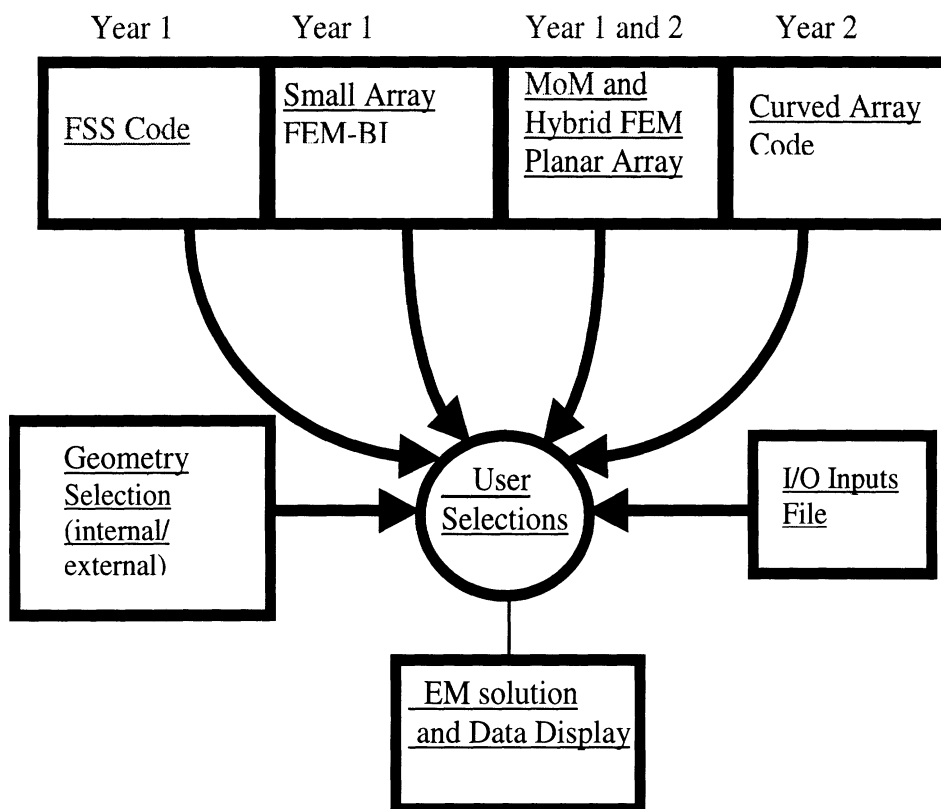 Year 1 Year 1 Year 1 and 2 Year 2
FSS Code
Small Array
FEM-BI
MoM and
Hybrid FEM
Planar Array
Curved Array
Code
Geometry
Selection
(internal/
external)
User
Selections
I/O Inputs
File
EM solution
and Data Display